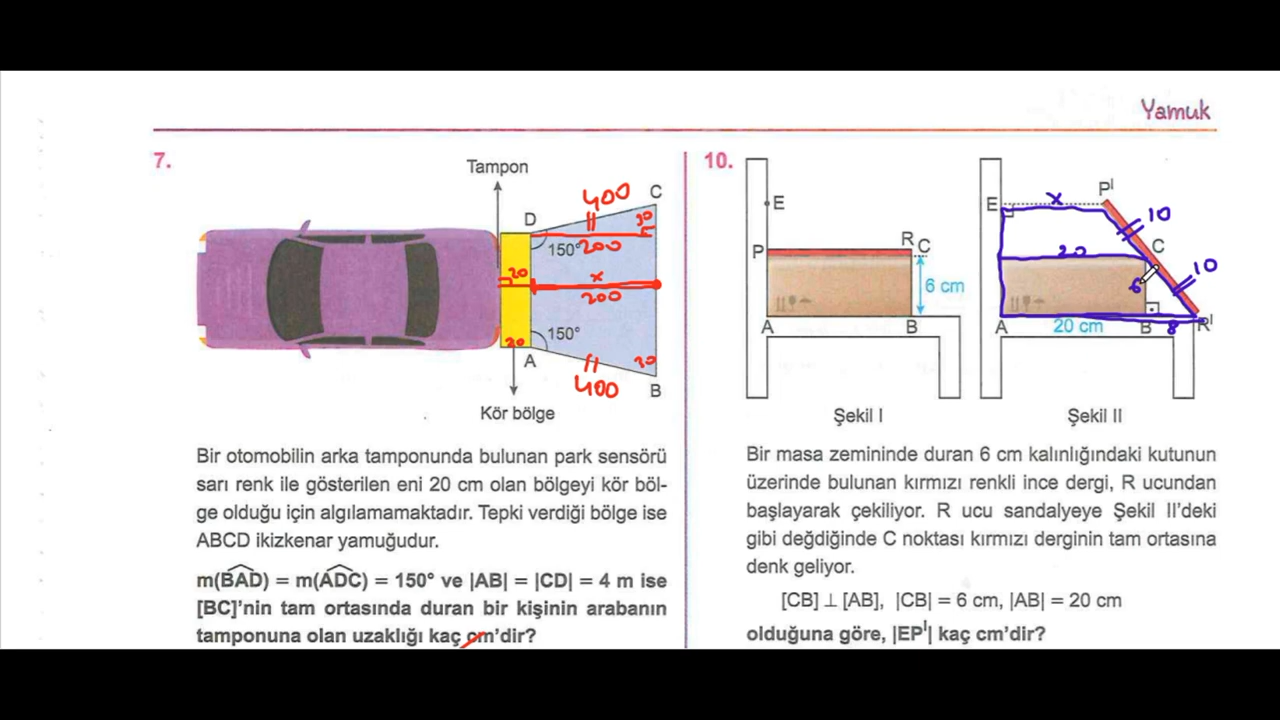 Yamuk
7.
Tampon
C
D
400
30
150°
200
20
x
200
150°
20
A
30
400
B
Kör bölge
Bir otomobilin arka tamponunda bulunan park sensörü
sarı renk ile gösterilen eni 20 cm olan bölgeyi kör böl-
ge olduğu için algılamamaktadır. Tepki verdiği bölge ise
ABCD ikizkenar yamuğudur.
m(BAD) = m(ADC) = 150° ve |AB| = |CD| = 4 m ise
[BC]'nin tam ortasında duran bir kişinin arabanın
tamponuna olan uzaklığı kaç cm'dir?
10.
E
P
R C
6 cm
A
B
Şekil I
E
x
P'
10
C
20
6
10
A
20 cm
B
8
R'
Şekil II
Bir masa zemininde duran 6 cm kalınlığındaki kutunun
üzerinde bulunan kırmızı renkli ince dergi, R ucundan
başlayarak çekiliyor. R ucu sandalyeye Şekil II'deki
gibi değdiğinde C noktası kırmızı derginin tam ortasına
denk geliyor.
[CB] ⊥ [AB], |CB| = 6 cm, |AB| = 20 cm
olduğuna göre, |EP'| kaç cm'dir?